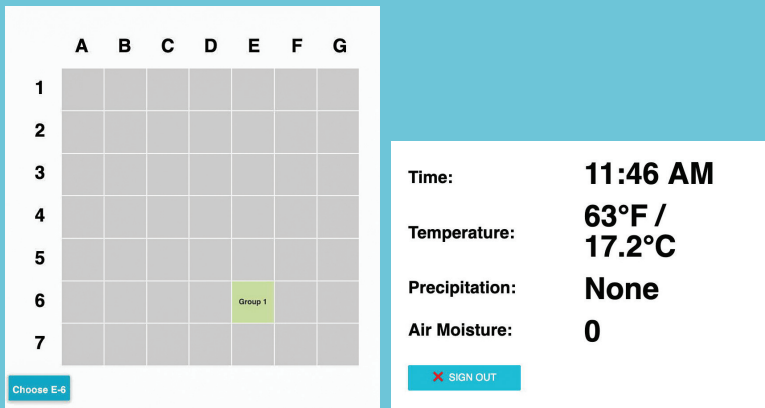 A B C D E F G
1
2
3
4
5
6 Group 1
7
Choose E-6
Time: 11:46 AM
Temperature: 63°F /
17.2°C
Precipitation: None
Air Moisture: 0
❌ SIGN OUT